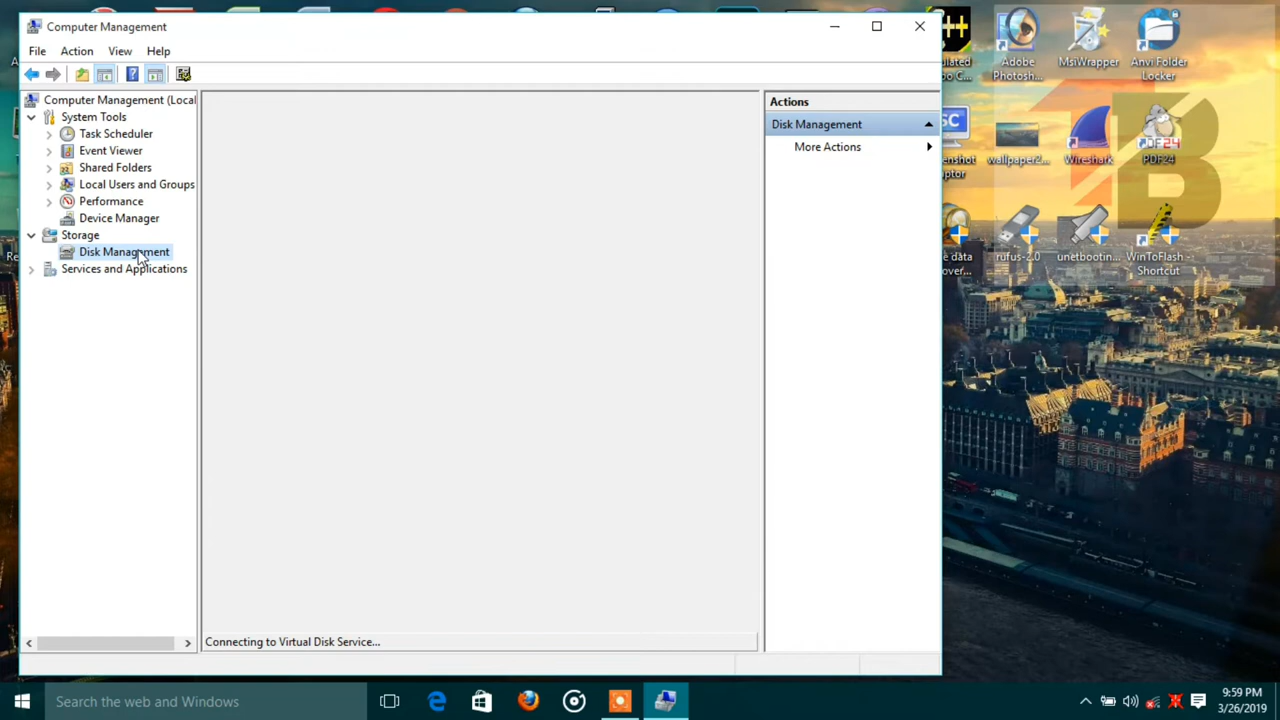 Computer Management
File Action View Help
Computer Management (Local
System Tools
Task Scheduler
Event Viewer
Shared Folders
Local Users and Groups
Performance
Device Manager
Storage
Disk Management
Services and Applications
Connecting to Virtual Disk Service...
Actions
Disk Management
More Actions
Adobe Photosh...
MsiWrapper
Anvi Folder Locker
wallpaper2...
Wireshark
PDF24
rufus-2.0
unetbootin...
WinToFlash - Shortcut
Search the web and Windows
9:59 PM
3/26/2019